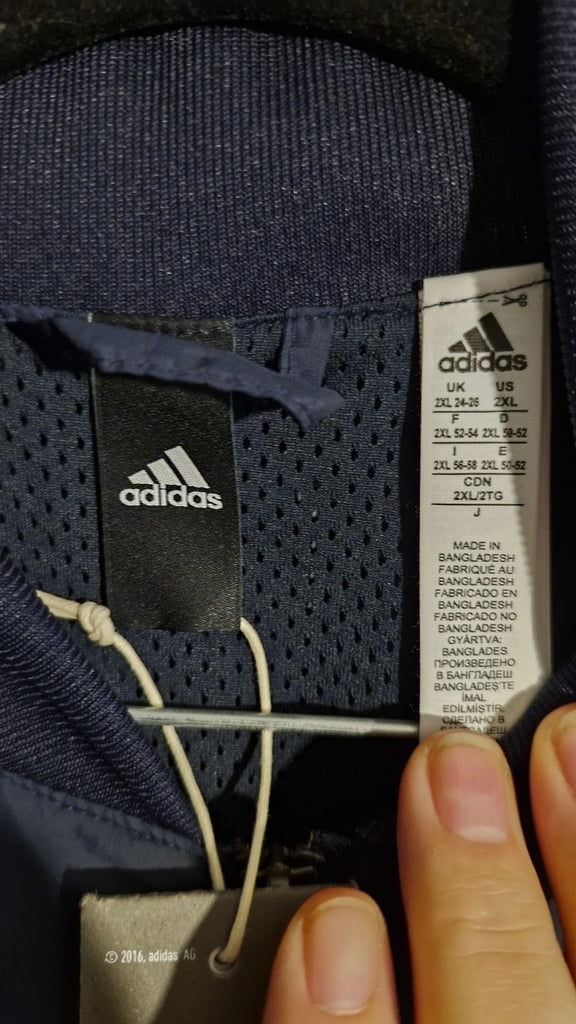 adidas
adidas
UK US
2XL 24-26 2XL
F D
2XL 52-54 2XL 50-52
I E
2XL 56-58 2XL 50-52
CDN
2XL/2TG
J
MADE IN
BANGLADESH
FABRIQUÉ AU
BANGLADESH
FABRICADO EN
BANGLADESH
FABRICADO NO
BANGLADESH
GYÁRTVA:
BANGLADES
ПРОИЗВЕДЕНО
В БАНГЛАДЕШ
BANGLADEŞ'TE
İMAL
EDİLMİŞTİR
СДЕЛАНО В
БАНГЛАДЕШ
© 2016, adidas AG